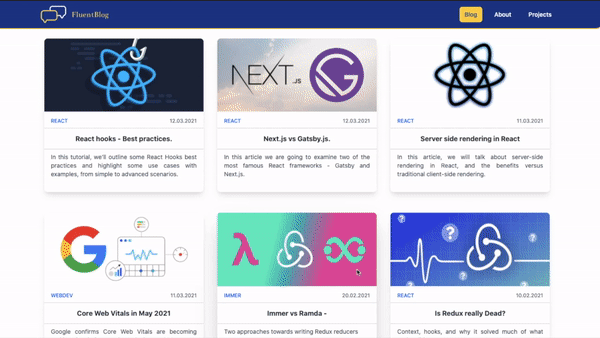 FluentBlog
Blog About Projects
NEXT.JS
REACT 12.03.2021
REACT 12.03.2021
REACT 11.03.2021
React hooks - Best practices.
Next.js vs Gatsby.js.
Server side rendering in React
In this tutorial, we'll outline some React Hooks best
practices and highlight some use cases with
examples, from simple to advanced scenarios.
In this article we are going to examine two of the
most famous React frameworks - Gatsby and
Next.js.
In this article, we will talk about server-side
rendering in React, and the benefits versus
traditional client-side rendering.
? ? ?
WEBDEV 11.03.2021
IMMER 20.02.2021
REACT 10.02.2021
Core Web Vitals in May 2021
Immer vs Ramda -
Is Redux really Dead?
Google confirms Core Web Vitals are becoming
Two approaches towards writing Redux reducers
Context, hooks, and why it solved much of what